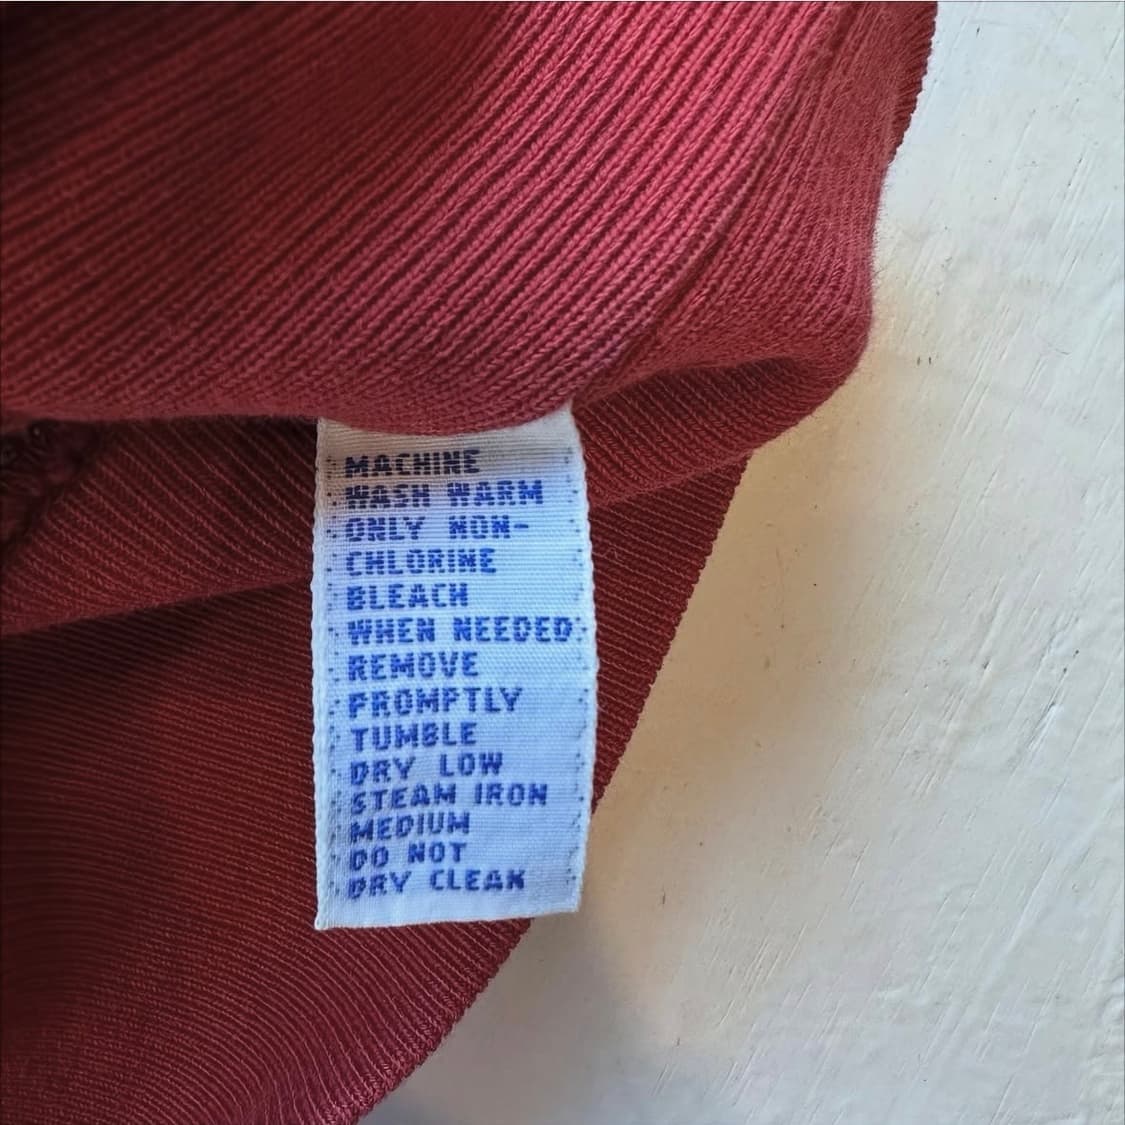 MACHINE
WASH WARM
ONLY NON-
CHLORINE
BLEACH
WHEN NEEDED
REMOVE
PROMPTLY
TUMBLE
DRY LOW
STEAM IRON
MEDIUM
DO NOT
DRY CLEAN